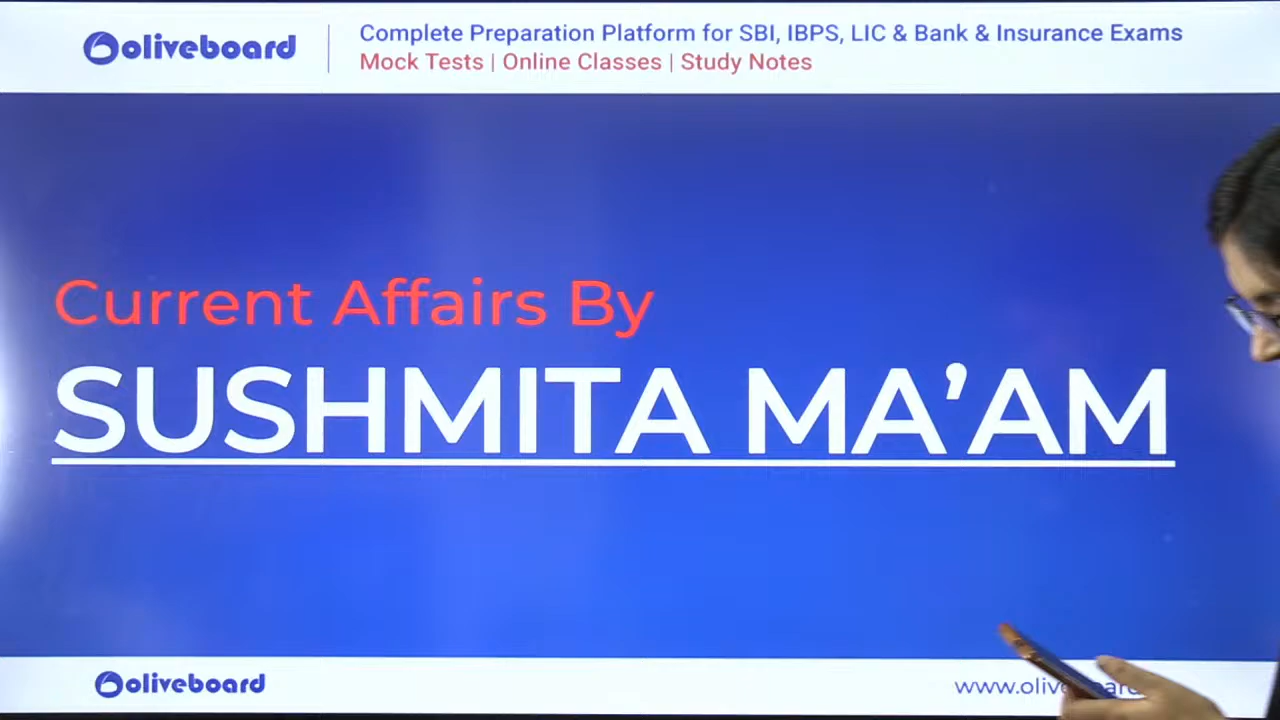 oliveboard
Complete Preparation Platform for SBI, IBPS, LIC & Bank & Insurance Exams
Mock Tests | Online Classes | Study Notes
Current Affairs By
SUSHMITA MA’AM
oliveboard